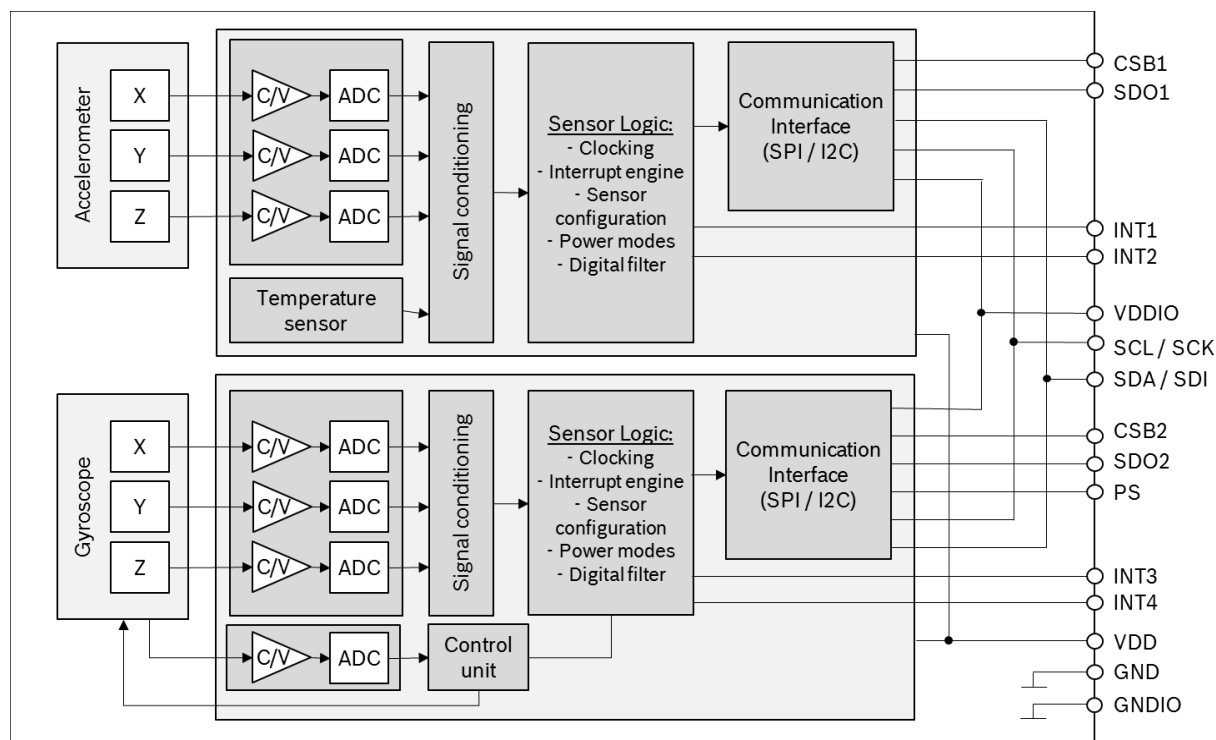 Accelerometer
X
Y
Z
C/V
ADC
C/V
ADC
C/V
ADC
Temperature
sensor
Signal conditioning
Sensor Logic:
- Clocking
- Interrupt engine
- Sensor
configuration
- Power modes
- Digital filter
Communication
Interface
(SPI / I2C)
Gyroscope
X
Y
Z
C/V
ADC
C/V
ADC
C/V
ADC
C/V
ADC
Signal conditioning
Control
unit
Sensor Logic:
- Clocking
- Interrupt engine
- Sensor
configuration
- Power modes
- Digital filter
Communication
Interface
(SPI / I2C)
CSB1
SDO1
INT1
INT2
VDDIO
SCL / SCK
SDA / SDI
CSB2
SDO2
PS
INT3
INT4
VDD
GND
GNDIO